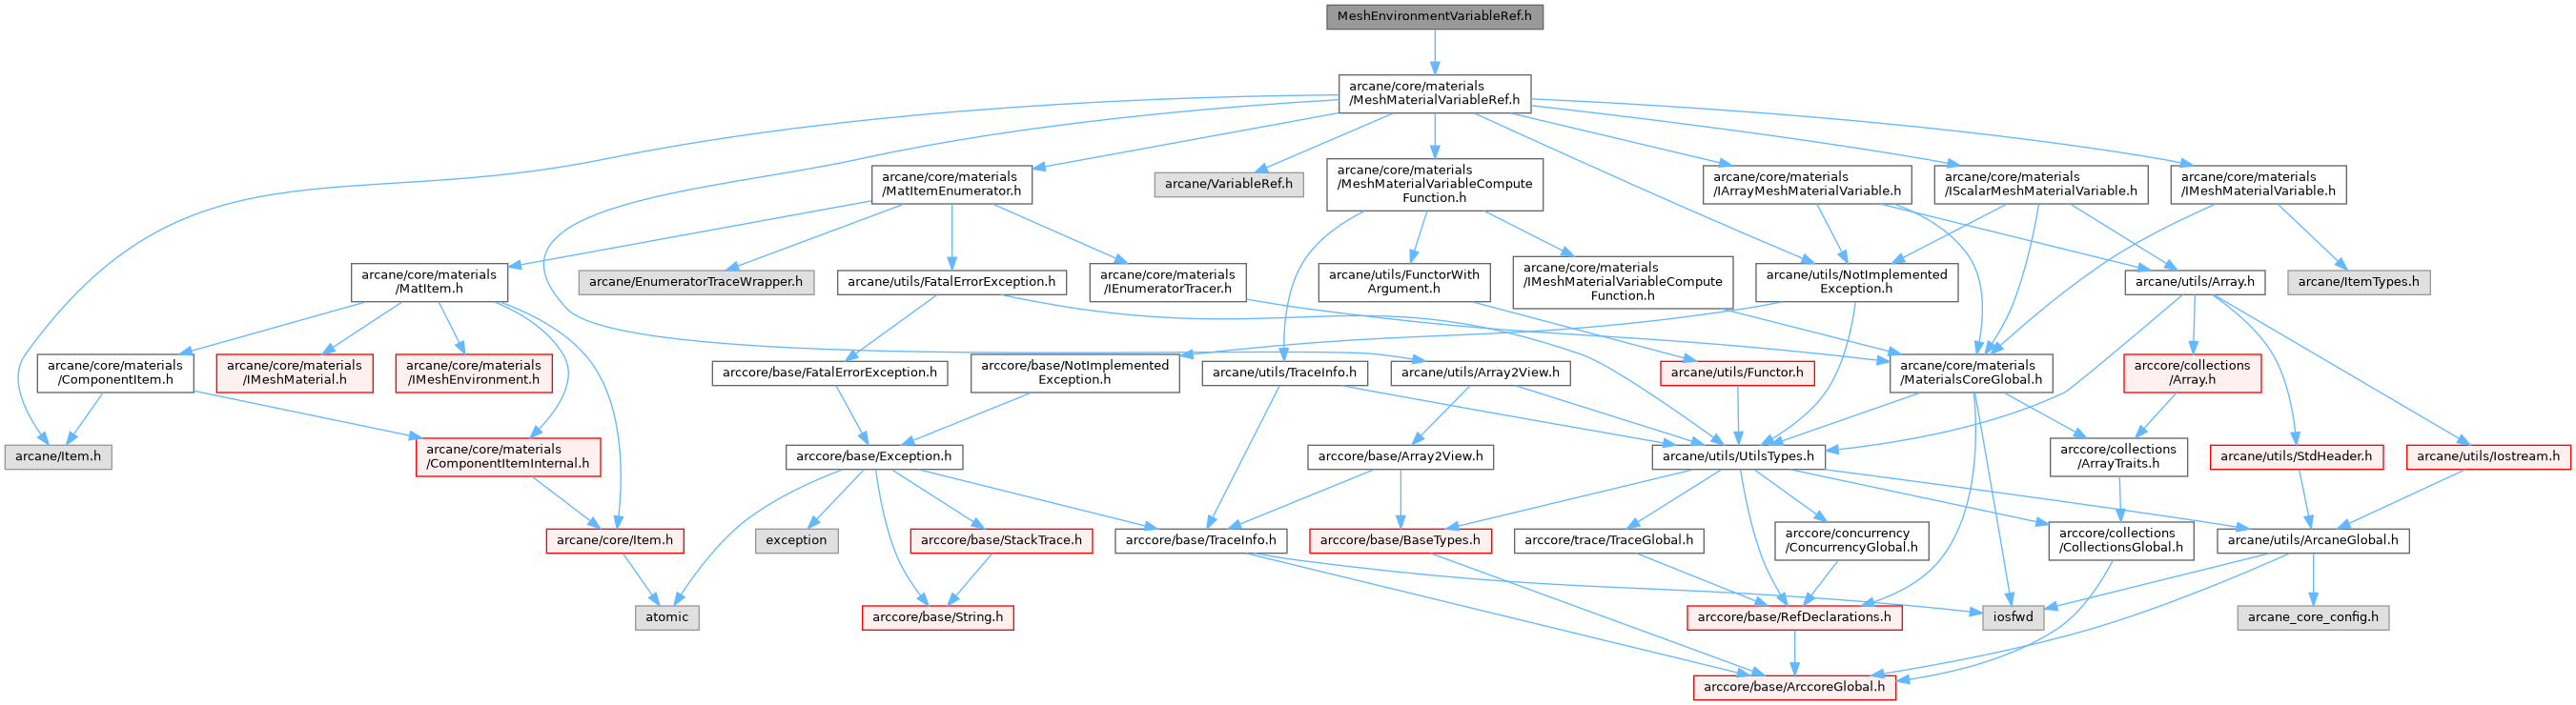 MeshEnvironmentVariableRef.h
arcane/core/materials
/MeshMaterialVariableRef.h
arcane/core/materials
/MatItemEnumerator.h
arcane/VariableRef.h
arcane/core/materials
/MeshMaterialVariableCompute
Function.h
arcane/core/materials
/IArrayMeshMaterialVariable.h
arcane/core/materials
/IScalarMeshMaterialVariable.h
arcane/core/materials
/IMeshMaterialVariable.h
arcane/core/materials
/MatItem.h
arcane/EnumeratorTraceWrapper.h
arcane/utils/FatalErrorException.h
arcane/core/materials
/IEnumeratorTracer.h
arcane/utils/FunctorWith
Argument.h
arcane/core/materials
/IMeshMaterialVariableCompute
Function.h
arcane/utils/NotImplemented
Exception.h
arcane/utils/Array.h
arcane/ItemTypes.h
arcane/core/materials
/ComponentItem.h
arcane/core/materials
/IMeshMaterial.h
arcane/core/materials
/IMeshEnvironment.h
arccore/base/FatalErrorException.h
arccore/base/NotImplemented
Exception.h
arcane/utils/TraceInfo.h
arcane/utils/Array2View.h
arcane/utils/Functor.h
arcane/core/materials
/MaterialsCoreGlobal.h
arccore/collections
/Array.h
arcane/Item.h
arcane/core/materials
/ComponentItemInternal.h
arccore/base/Exception.h
arccore/base/Array2View.h
arcane/utils/UtilsTypes.h
arccore/collections
/ArrayTraits.h
arcane/utils/StdHeader.h
arcane/utils/Iostream.h
arcane/core/Item.h
exception
arccore/base/StackTrace.h
arccore/base/TraceInfo.h
arccore/base/BaseTypes.h
arccore/trace/TraceGlobal.h
arccore/concurrency
/ConcurrencyGlobal.h
arccore/collections
/CollectionsGlobal.h
arcane/utils/ArcaneGlobal.h
atomic
arccore/base/String.h
arccore/base/RefDeclarations.h
iosfwd
arcane_core_config.h
arccore/base/ArccoreGlobal.h